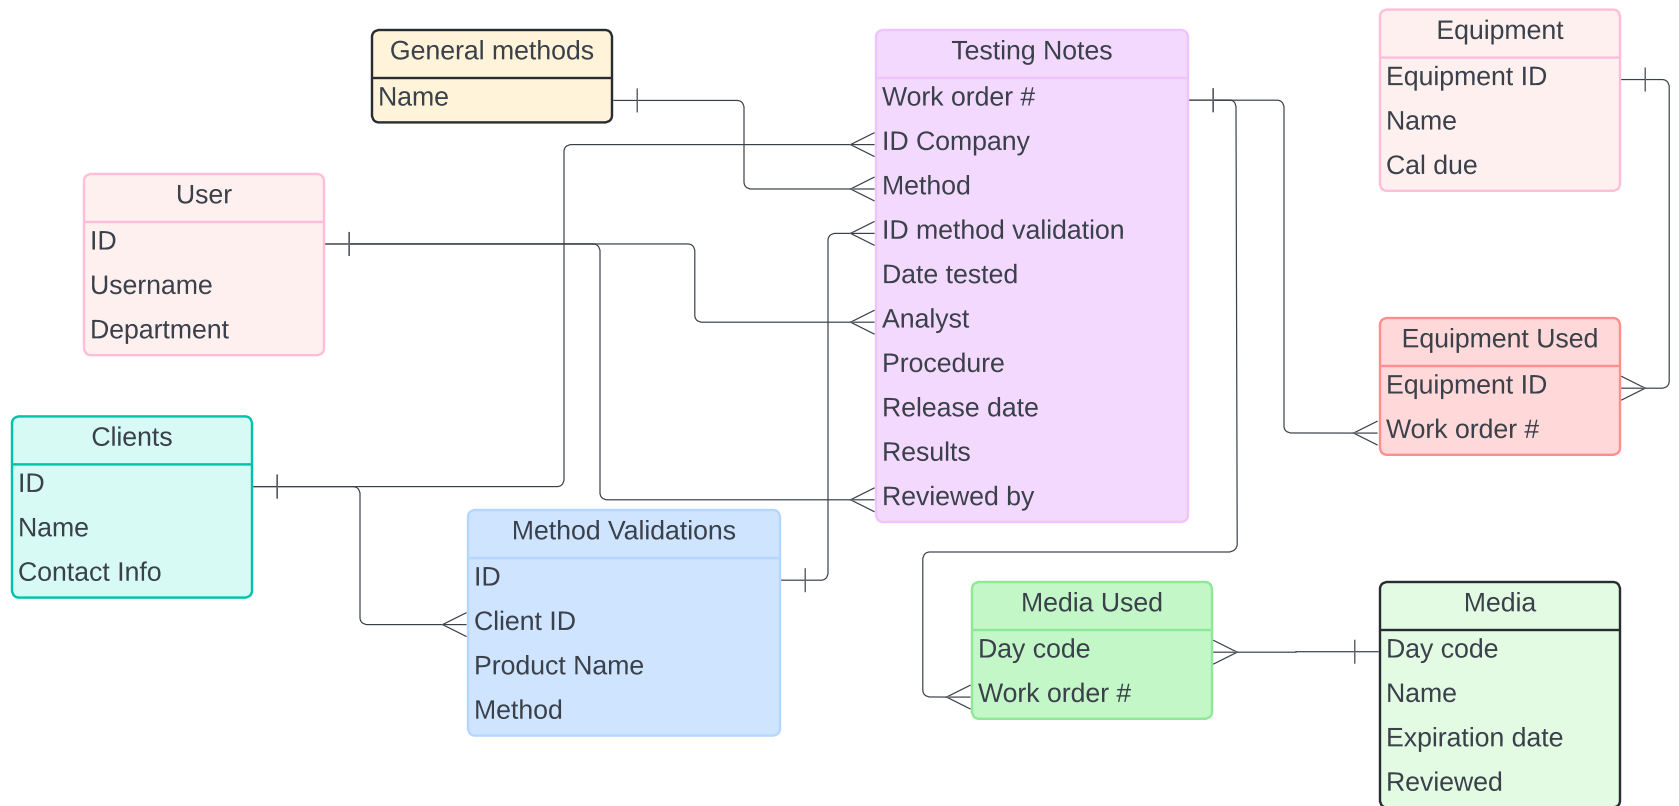 General methods
Name
User
ID
Username
Department
Clients
ID
Name
Contact Info
Method Validations
ID
Client ID
Product Name
Method
Testing Notes
Work order #
ID Company
Method
ID method validation
Date tested
Analyst
Procedure
Release date
Results
Reviewed by
Equipment
Equipment ID
Name
Cal due
Equipment Used
Equipment ID
Work order #
Media Used
Day code
Work order #
Media
Day code
Name
Expiration date
Reviewed